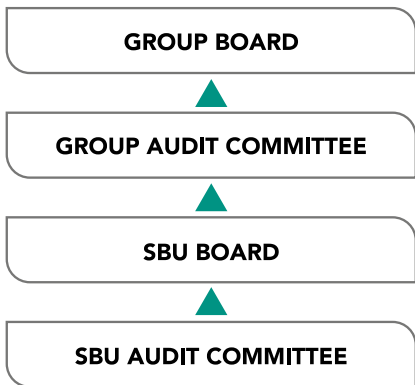 GROUP BOARD
GROUP AUDIT COMMITTEE
SBU BOARD
SBU AUDIT COMMITTEE